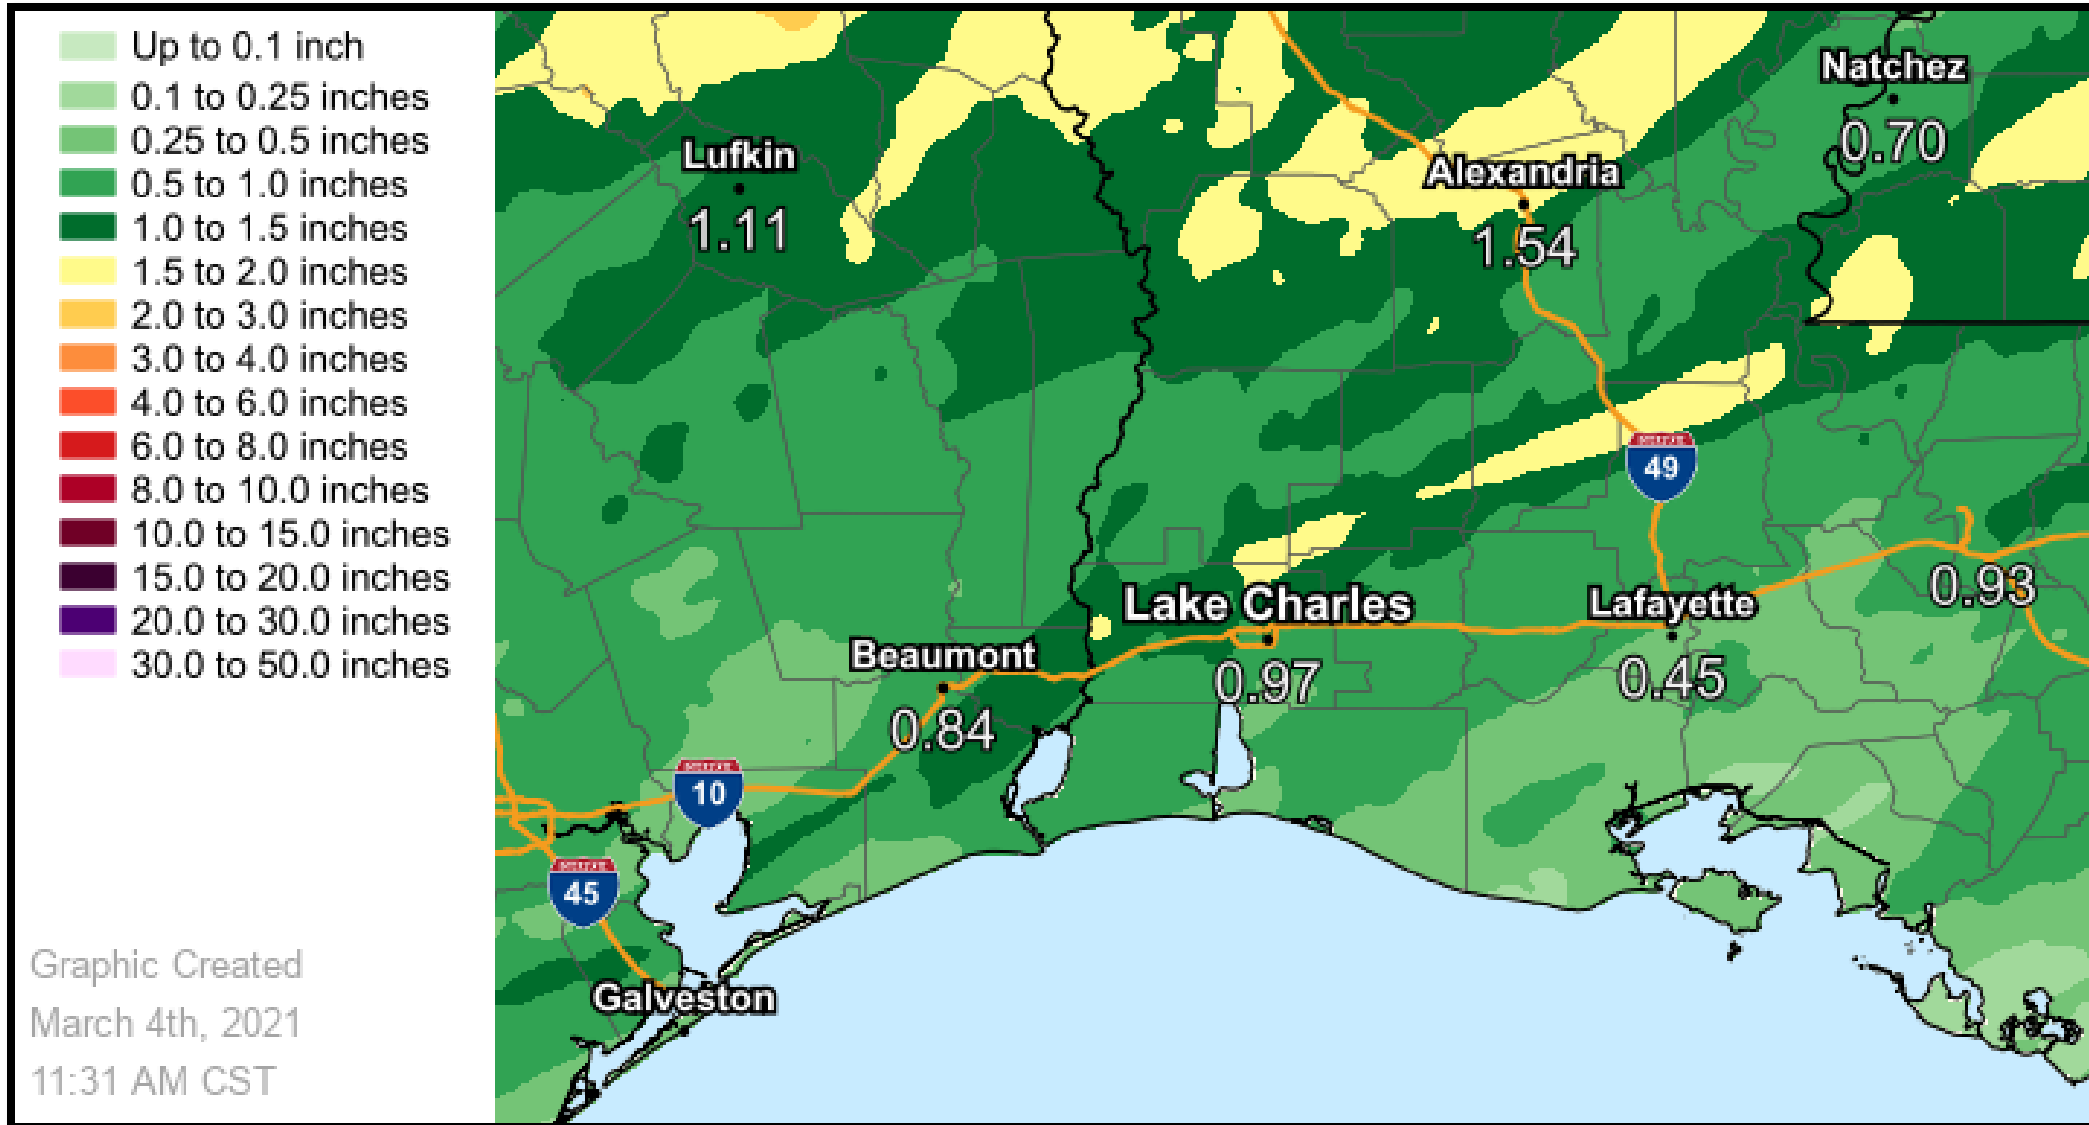 Up to 0.1 inch
0.1 to 0.25 inches
0.25 to 0.5 inches
0.5 to 1.0 inches
1.0 to 1.5 inches
1.5 to 2.0 inches
2.0 to 3.0 inches
3.0 to 4.0 inches
4.0 to 6.0 inches
6.0 to 8.0 inches
8.0 to 10.0 inches
10.0 to 15.0 inches
15.0 to 20.0 inches
20.0 to 30.0 inches
30.0 to 50.0 inches
Graphic Created
March 4th, 2021
11:31 AM CST
Natchez
0.70
Lufkin
1.11
Alexandria
1.54
49
Lake Charles
0.97
Lafayette
0.45
0.93
Beaumont
0.84
10
45
Galveston